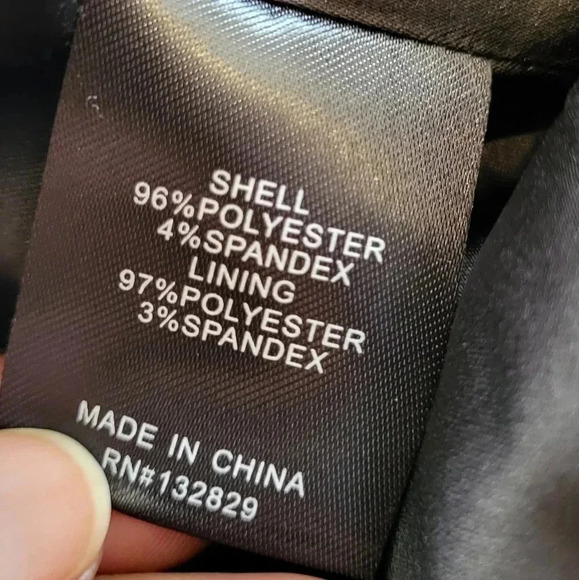 SHELL
96%POLYESTER
4%SPANDEX
LINING
97%POLYESTER
3%SPANDEX
MADE IN CHINA
RN#132829